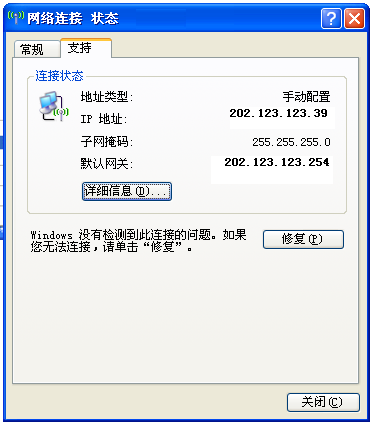 网络连接 状态
常规 支持
连接状态
地址类型: 手动配置
IP 地址: 202.123.123.39
子网掩码: 255.255.255.0
默认网关: 202.123.123.254
详细信息(D)...
Windows 没有检测到此连接的问题。如果
您无法连接,请单击“修复”。
修复(P)
关闭(C)